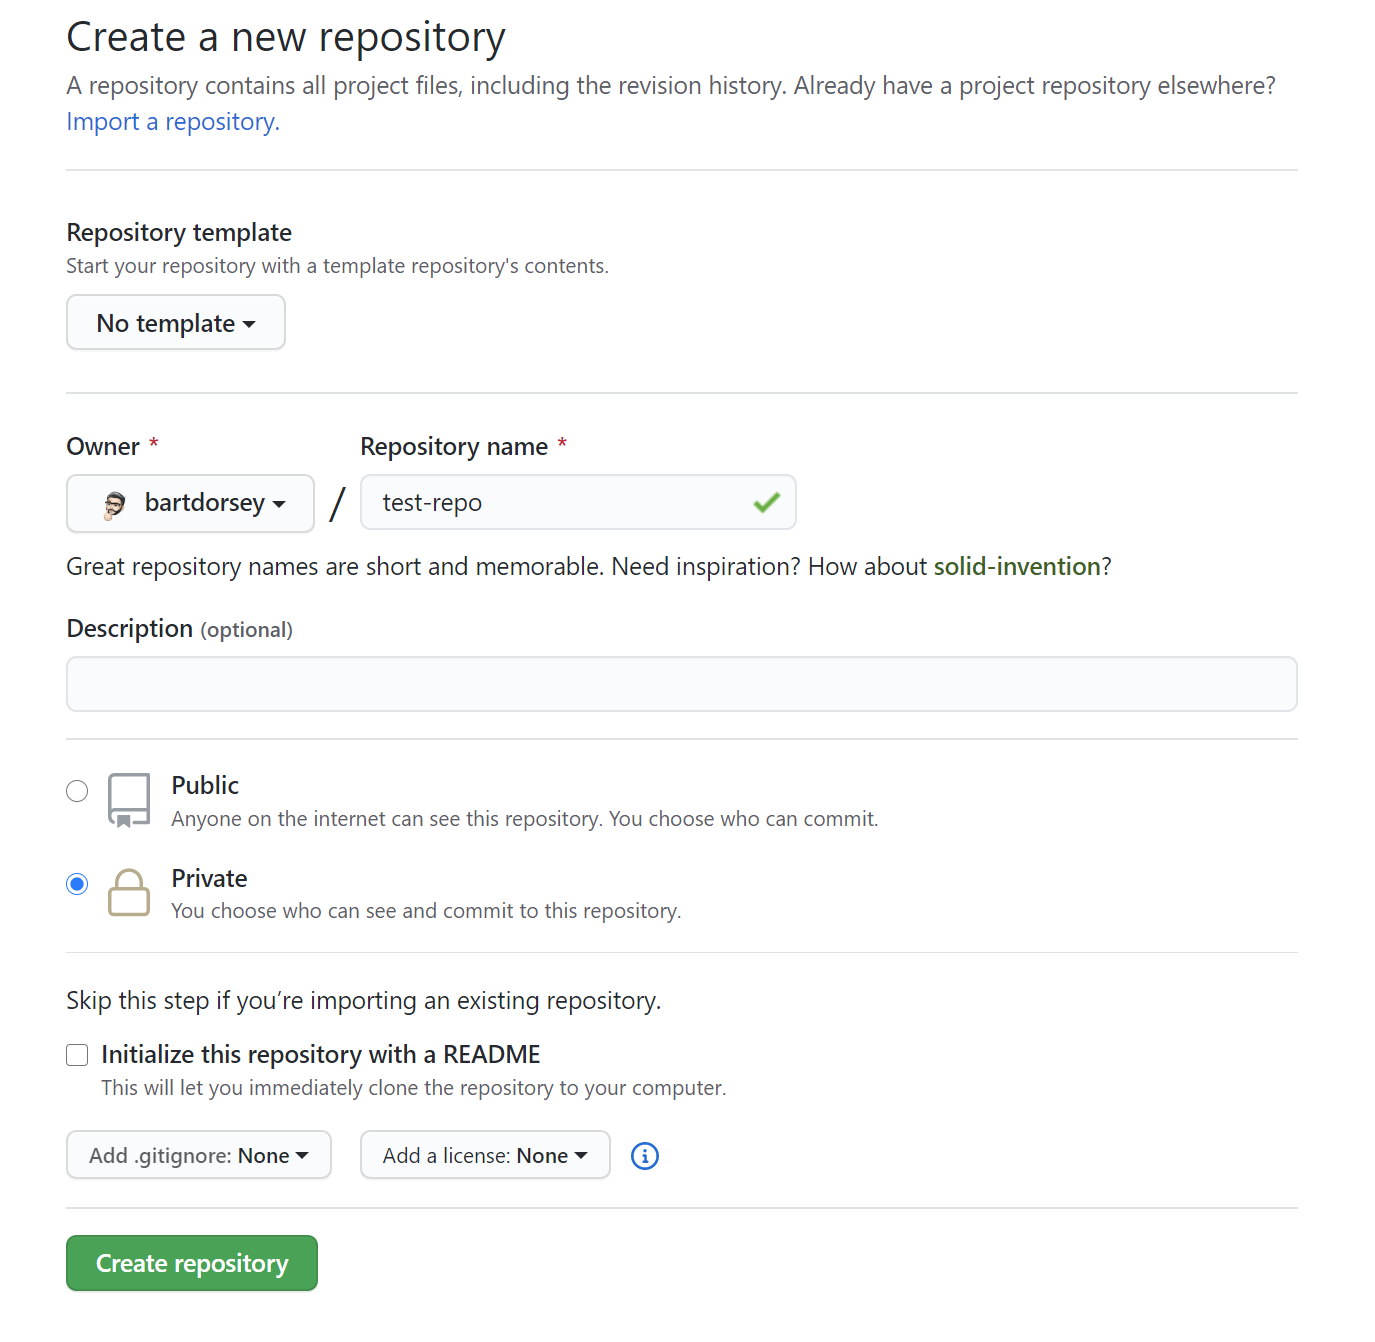 Create a new repository
A repository contains all project files, including the revision history. Already have a project repository elsewhere?
Import a repository.
Repository template
Start your repository with a template repository's contents.
No template
Owner *
Repository name *
bartdorsey
/
test-repo
Great repository names are short and memorable. Need inspiration? How about solid-invention?
Description (optional)
Public
Anyone on the internet can see this repository. You choose who can commit.
Private
You choose who can see and commit to this repository.
Skip this step if you’re importing an existing repository.
Initialize this repository with a README
This will let you immediately clone the repository to your computer.
Add .gitignore: None
Add a license: None
Create repository